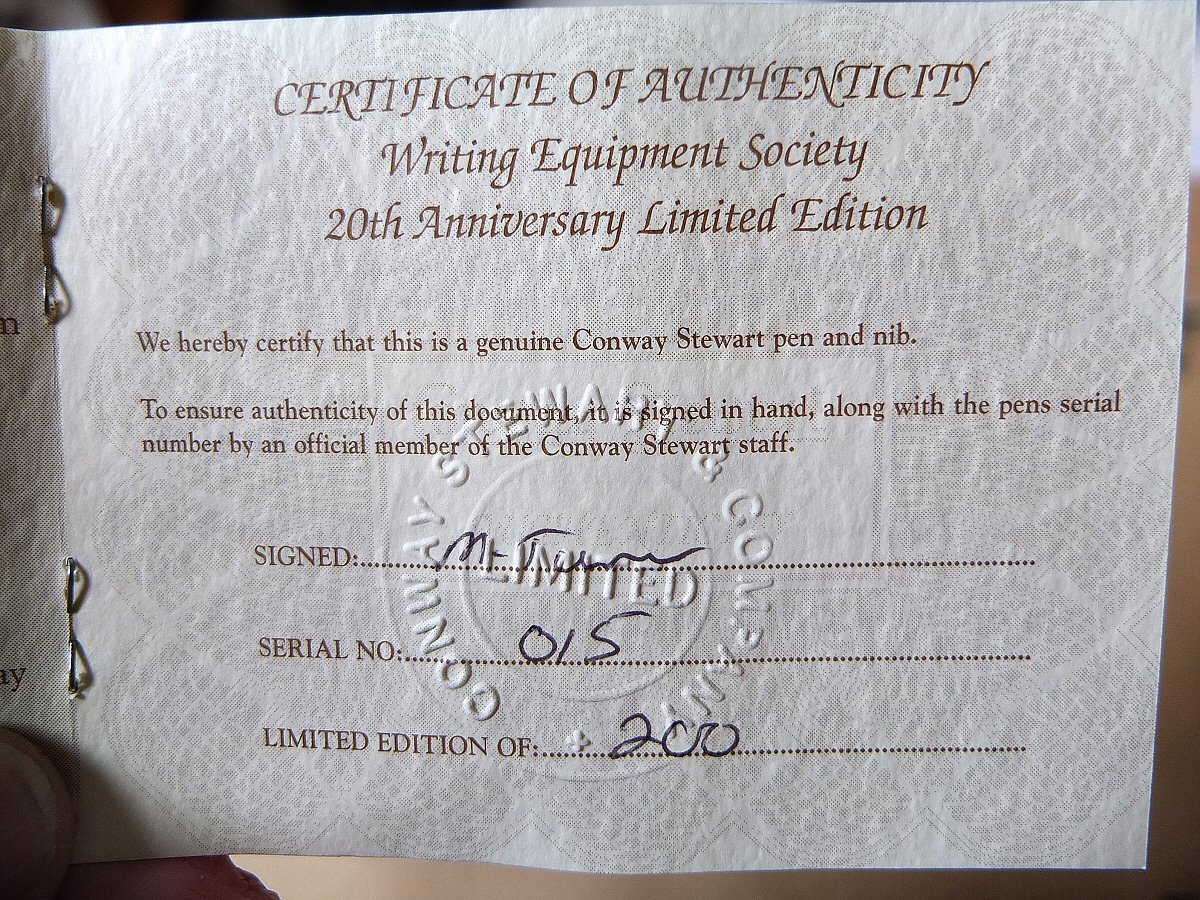 CERTIFICATE OF AUTHENTICITY
Writing Equipment Society
20th Anniversary Limited Edition
We hereby certify that this is a genuine Conway Stewart pen and nib.
To ensure authenticity of this document, it is signed in hand, along with the pens serial
number by an official member of the Conway Stewart staff.
SIGNED:
SERIAL NO: 015
LIMITED EDITION OF: 200
CONWAY STEWART & COMPANY
LIMITED